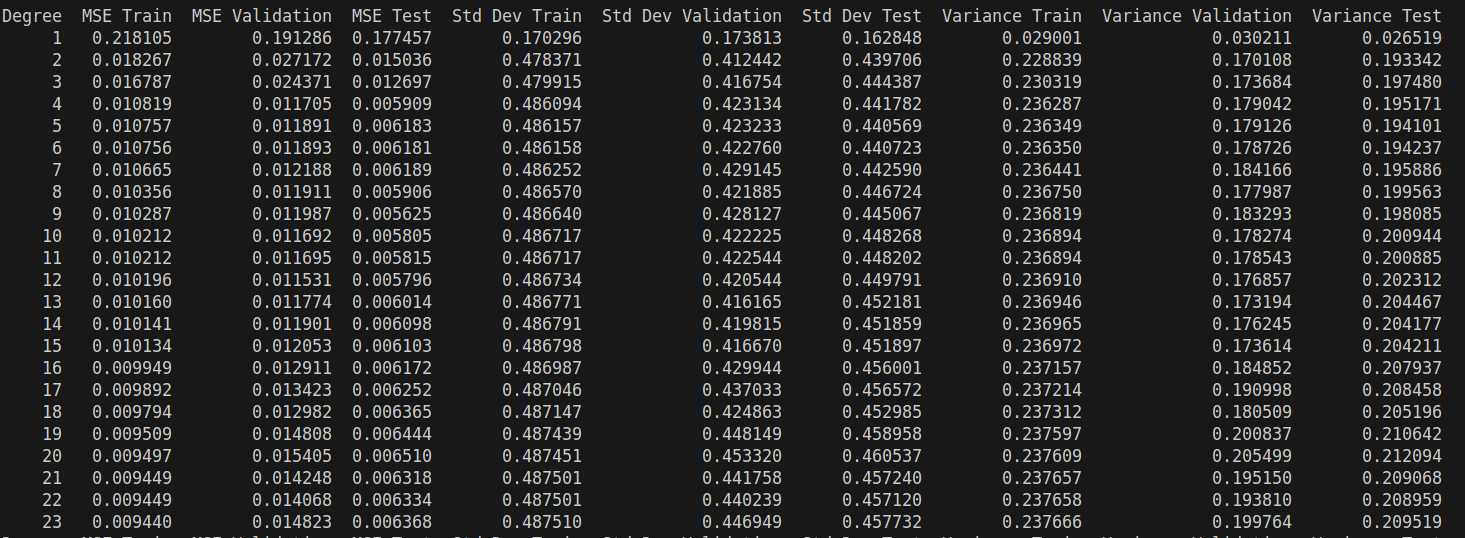 Degree MSE Train MSE Validation MSE Test Std Dev Train Std Dev Validation Std Dev Test Variance Train Variance Validation Variance Test
1 0.218105 0.191286 0.177457 0.170296 0.173813 0.162848 0.029001 0.030211 0.026519
2 0.018267 0.027172 0.015036 0.478371 0.412442 0.439706 0.228839 0.170108 0.193342
3 0.016787 0.024371 0.012697 0.479915 0.416754 0.444387 0.230319 0.173684 0.197480
4 0.010819 0.011705 0.005909 0.486094 0.423134 0.441782 0.236287 0.179042 0.195171
5 0.010757 0.011891 0.006183 0.486157 0.423233 0.440569 0.236349 0.179126 0.194101
6 0.010756 0.011893 0.006181 0.486158 0.422760 0.440723 0.236350 0.178726 0.194237
7 0.010665 0.012188 0.006189 0.486252 0.429145 0.442590 0.236441 0.184166 0.195886
8 0.010356 0.011911 0.005906 0.486570 0.421885 0.446724 0.236750 0.177987 0.199563
9 0.010287 0.011987 0.005625 0.486640 0.428127 0.445067 0.236819 0.183293 0.198085
10 0.010212 0.011692 0.005805 0.486717 0.422225 0.448268 0.236894 0.178274 0.200944
11 0.010212 0.011695 0.005815 0.486717 0.422544 0.448202 0.236894 0.178543 0.200885
12 0.010196 0.011531 0.005796 0.486734 0.420544 0.449791 0.236910 0.176857 0.202312
13 0.010160 0.011774 0.006014 0.486771 0.416165 0.452181 0.236946 0.173194 0.204467
14 0.010141 0.011901 0.006098 0.486791 0.419815 0.451859 0.236965 0.176245 0.204177
15 0.010134 0.012053 0.006103 0.486798 0.416670 0.451897 0.236972 0.173614 0.204211
16 0.009949 0.012911 0.006172 0.486987 0.429944 0.456001 0.237157 0.184852 0.207937
17 0.009892 0.013423 0.006252 0.487046 0.437033 0.456572 0.237214 0.190998 0.208458
18 0.009794 0.012982 0.006365 0.487147 0.424863 0.452985 0.237312 0.180509 0.205196
19 0.009509 0.014808 0.006444 0.487439 0.448149 0.458958 0.237597 0.200837 0.210642
20 0.009497 0.015405 0.006510 0.487451 0.453320 0.460537 0.237609 0.205499 0.212094
21 0.009449 0.014248 0.006318 0.487501 0.441758 0.457240 0.237657 0.195150 0.209068
22 0.009449 0.014068 0.006334 0.487501 0.440239 0.457120 0.237658 0.193810 0.208959
23 0.009440 0.014823 0.006368 0.487510 0.446949 0.457732 0.237666 0.199764 0.209519